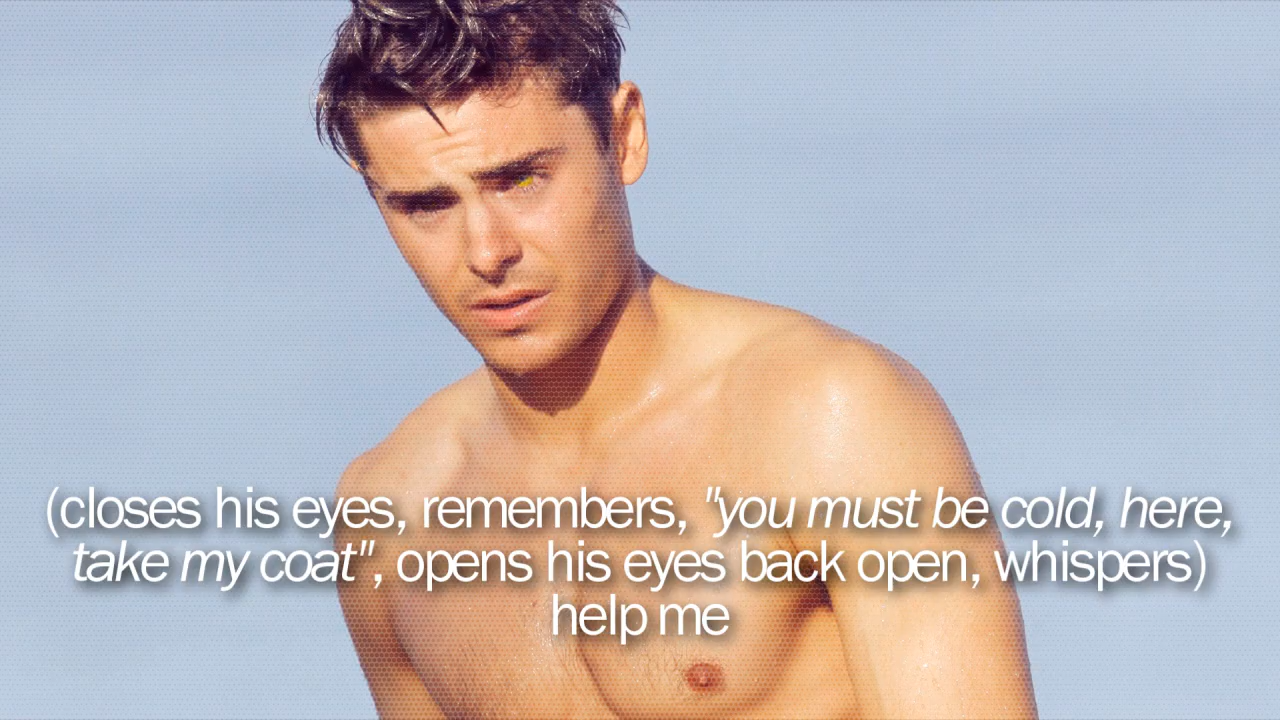 (closes his eyes, remembers, "you must be cold, here,
take my coat", opens his eyes back open, whispers)
help me